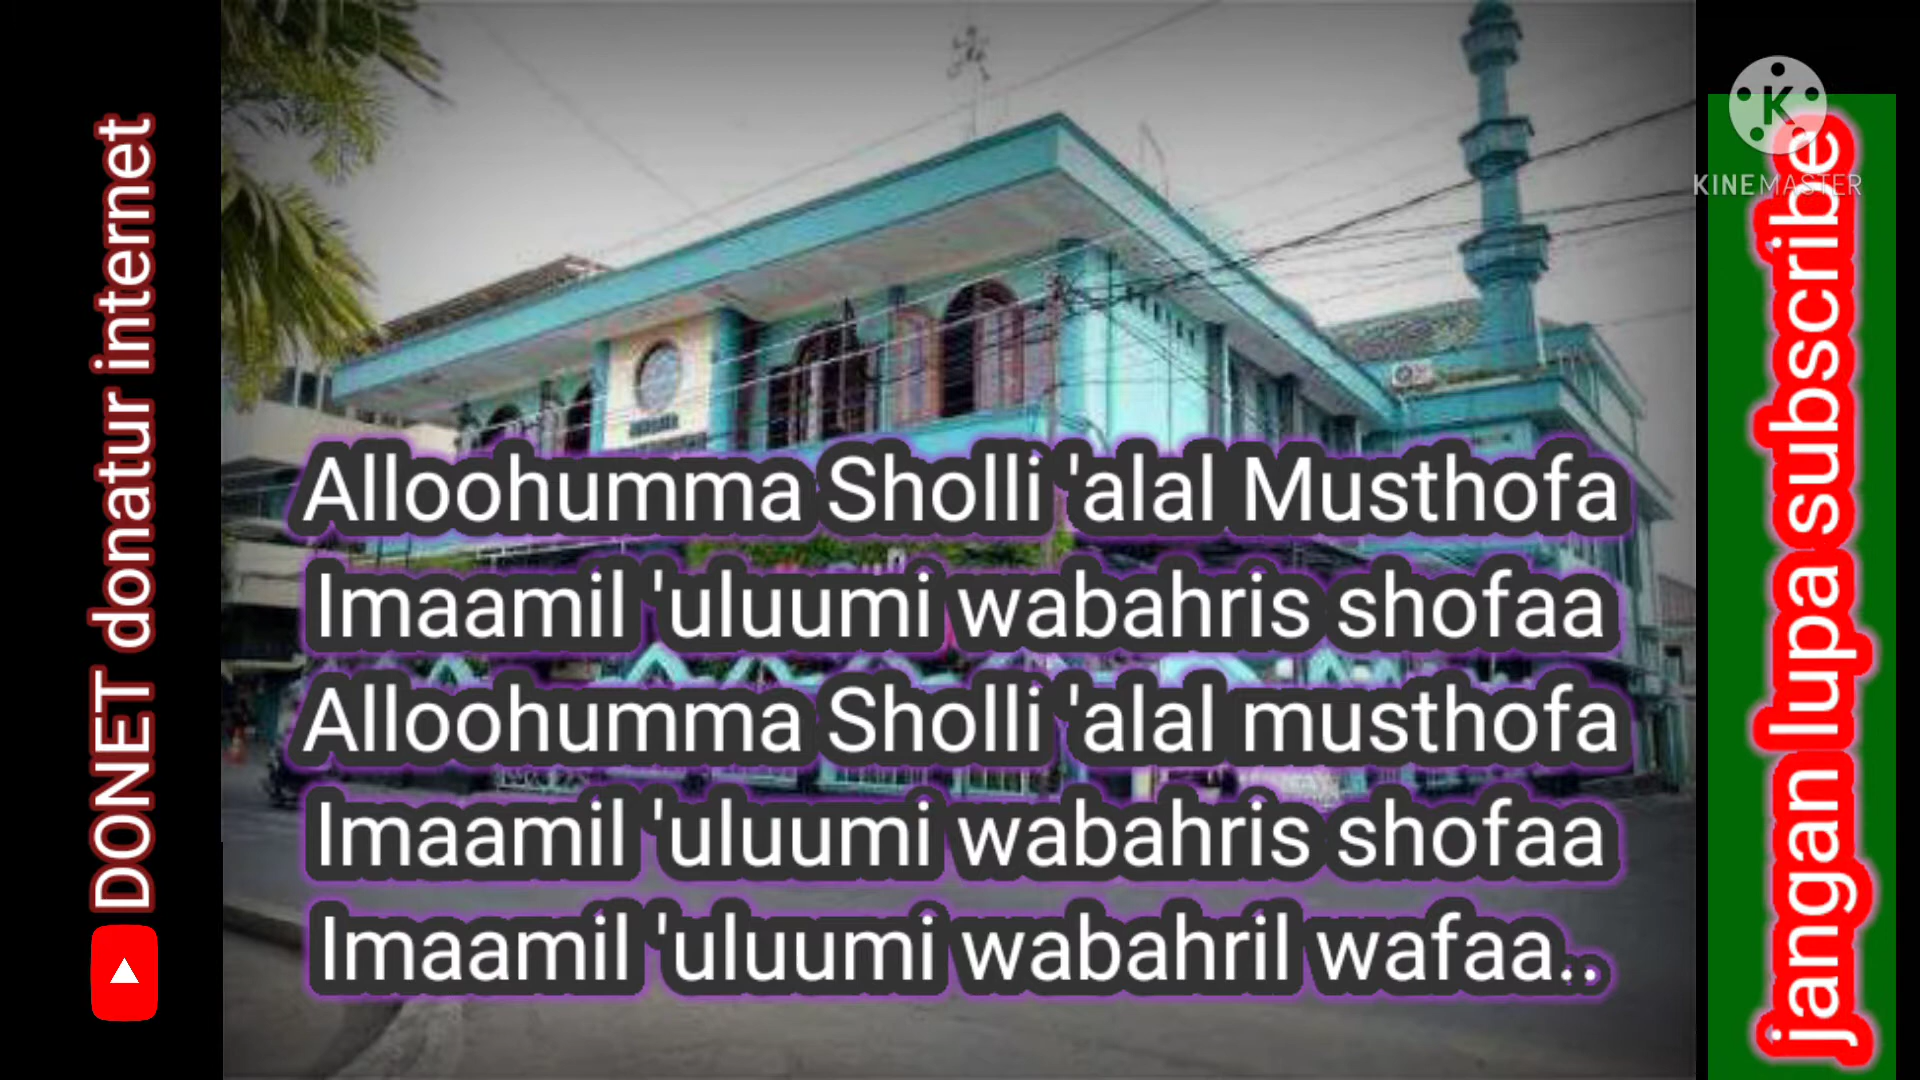 DONET donatur internet
Alloohumma Sholli 'alal Musthofa
Imaamil 'uluumi wabahris shofaa
Alloohumma Sholli 'alal musthofa
Imaamil 'uluumi wabahris shofaa
Imaamil 'uluumi wabahril wafaa..
K
KINEMASTER
jangan lupa subscribe